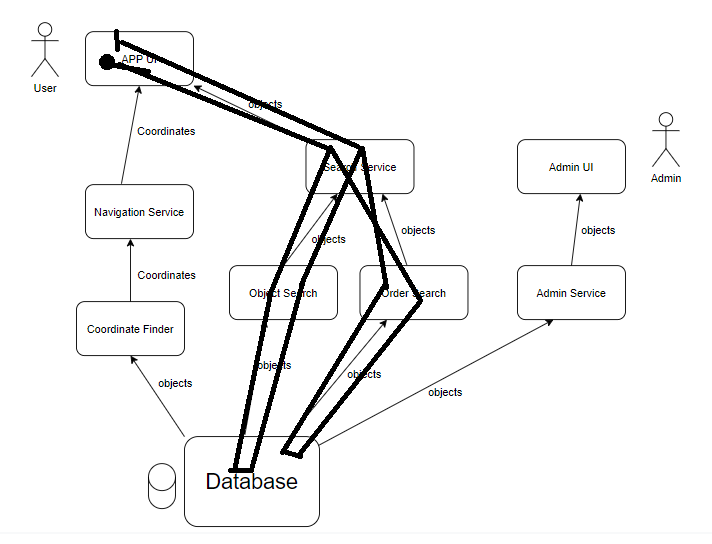 APP UI
User
objects
Coordinates
Search Service
Admin UI
Admin
Navigation Service
objects
objects
objects
Coordinates
Object Search
Order Search
Admin Service
Coordinate Finder
objects
objects
objects
objects
Database